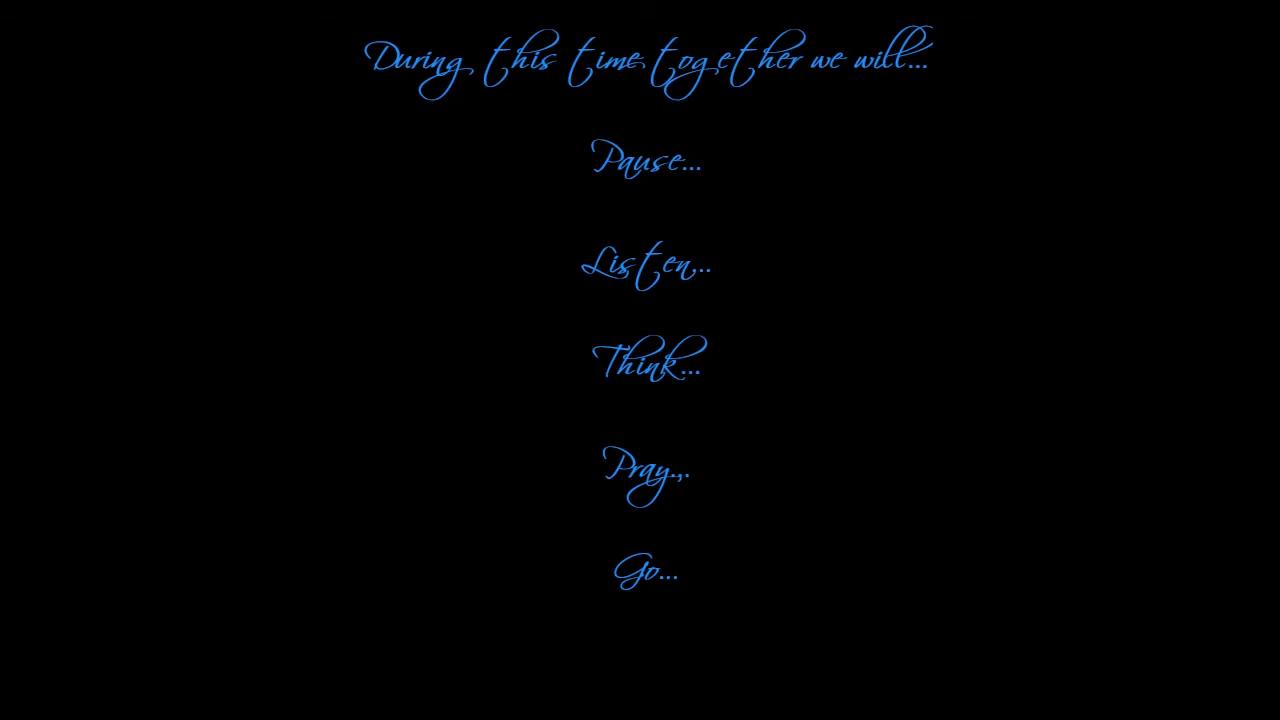 During this time together we will...
Pause...
Listen,..
Think...
Pray.,.
Go...